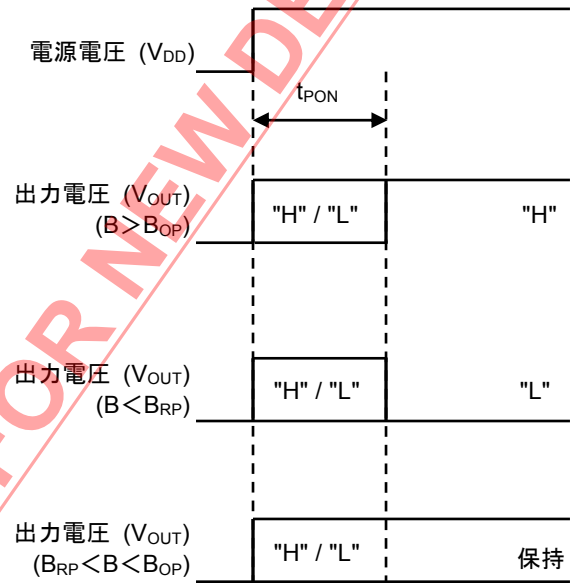 電源電圧 (VDD)
tPON
出力電圧 (VOUT)
(B＞BOP)
"H" / "L"
"H"
出力電圧 (VOUT)
(B＜BRP)
"H" / "L"
"L"
出力電圧 (VOUT)
(BRP＜B＜BOP)
"H" / "L"
保持
FOR NEW DE